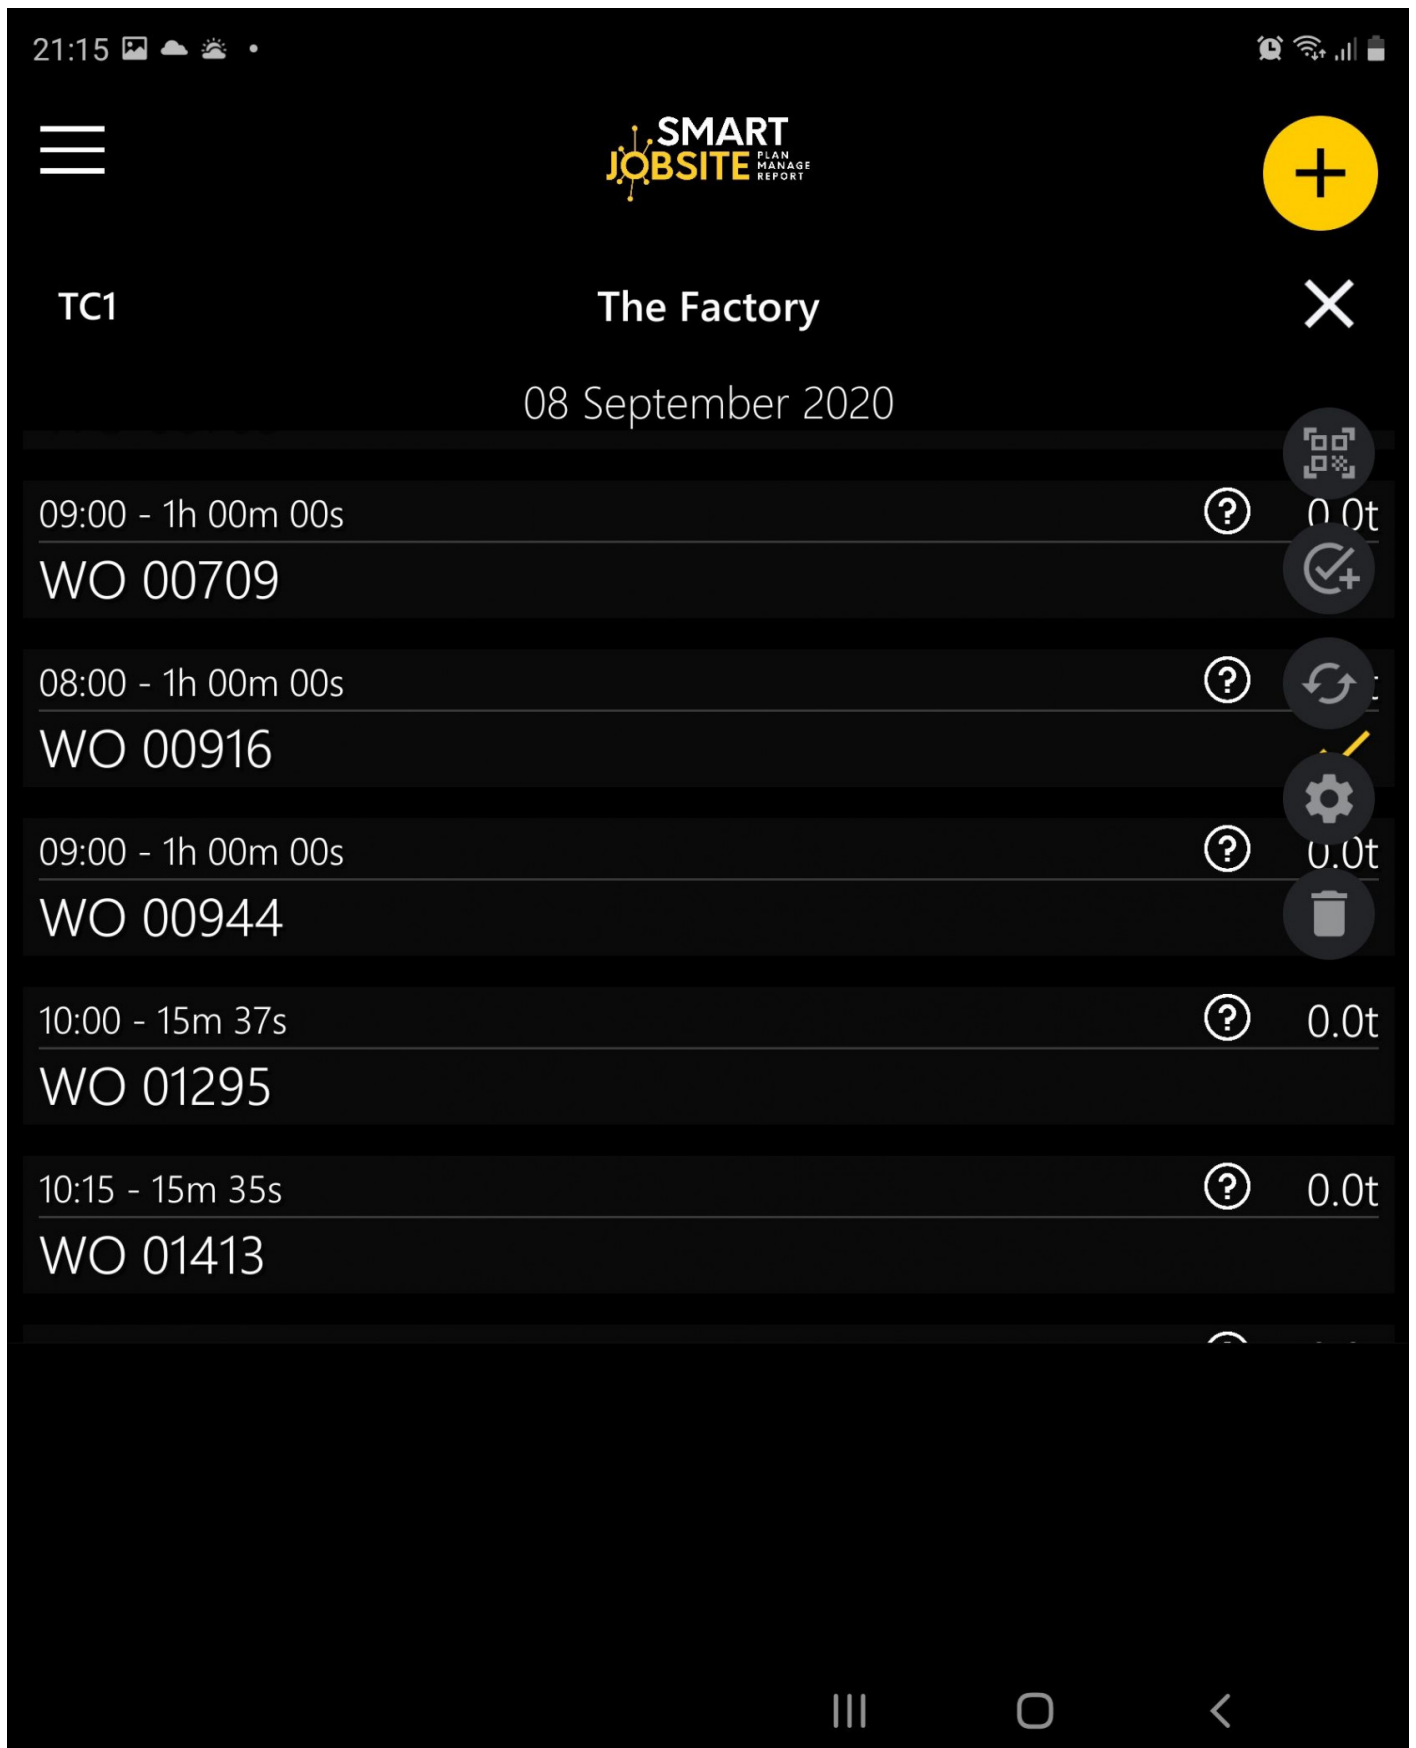 21:15
SMART
JOBSITE
PLAN
MANAGE
REPORT
TC1
The Factory
08 September 2020
09:00 - 1h 00m 00s
0.0t
WO 00709
08:00 - 1h 00m 00s
WO 00916
09:00 - 1h 00m 00s
0.0t
WO 00944
10:00 - 15m 37s
0.0t
WO 01295
10:15 - 15m 35s
0.0t
WO 01413